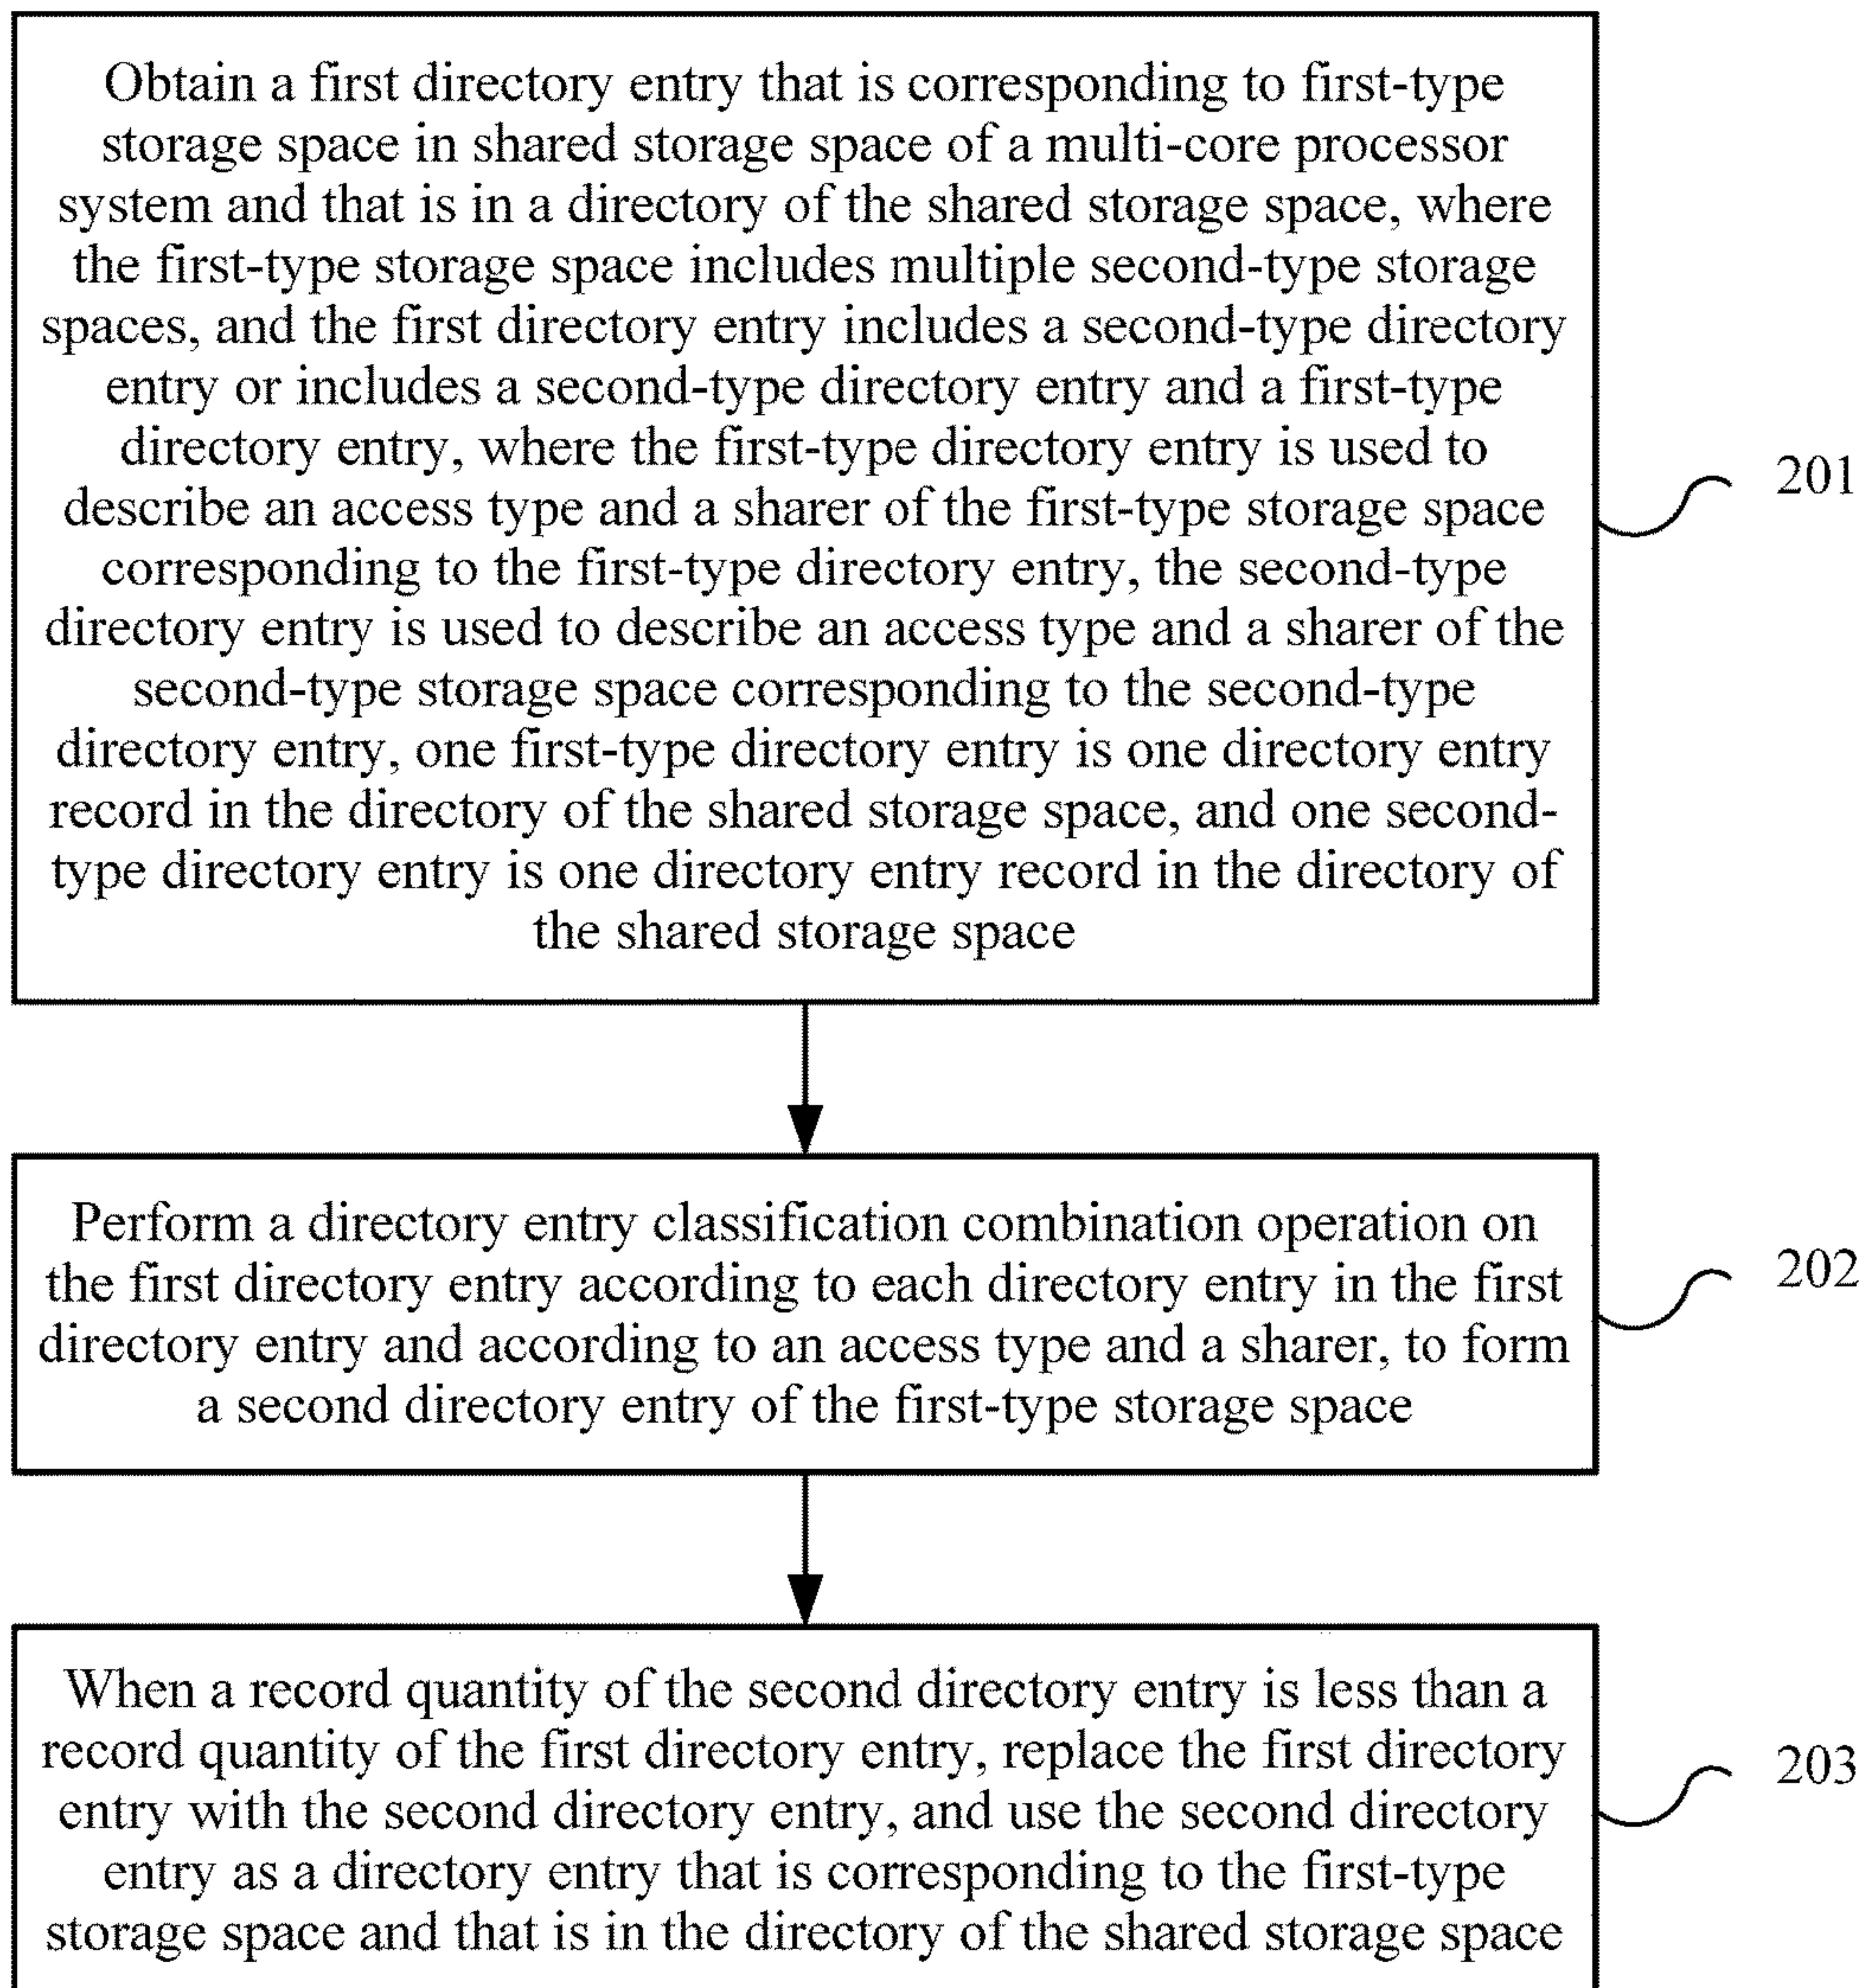 Obtain a first directory entry that is corresponding to first-type
storage space in shared storage space of a multi-core processor
system and that is in a directory of the shared storage space, where
the first-type storage space includes multiple second-type storage
spaces, and the first directory entry includes a second-type directory
entry or includes a second-type directory entry and a first-type
directory entry, where the first-type directory entry is used to
describe an access type and a sharer of the first-type storage space
corresponding to the first-type directory entry, the second-type
directory entry is used to describe an access type and a sharer of the
second-type storage space corresponding to the second-type
directory entry, one first-type directory entry is one directory entry
record in the directory of the shared storage space, and one second-
type directory entry is one directory entry record in the directory of
the shared storage space
201
Perform a directory entry classification combination operation on
the first directory entry according to each directory entry in the first
directory entry and according to an access type and a sharer, to form
a second directory entry of the first-type storage space
202
When a record quantity of the second directory entry is less than a
record quantity of the first directory entry, replace the first directory
entry with the second directory entry, and use the second directory
entry as a directory entry that is corresponding to the first-type
storage space and that is in the directory of the shared storage space
203